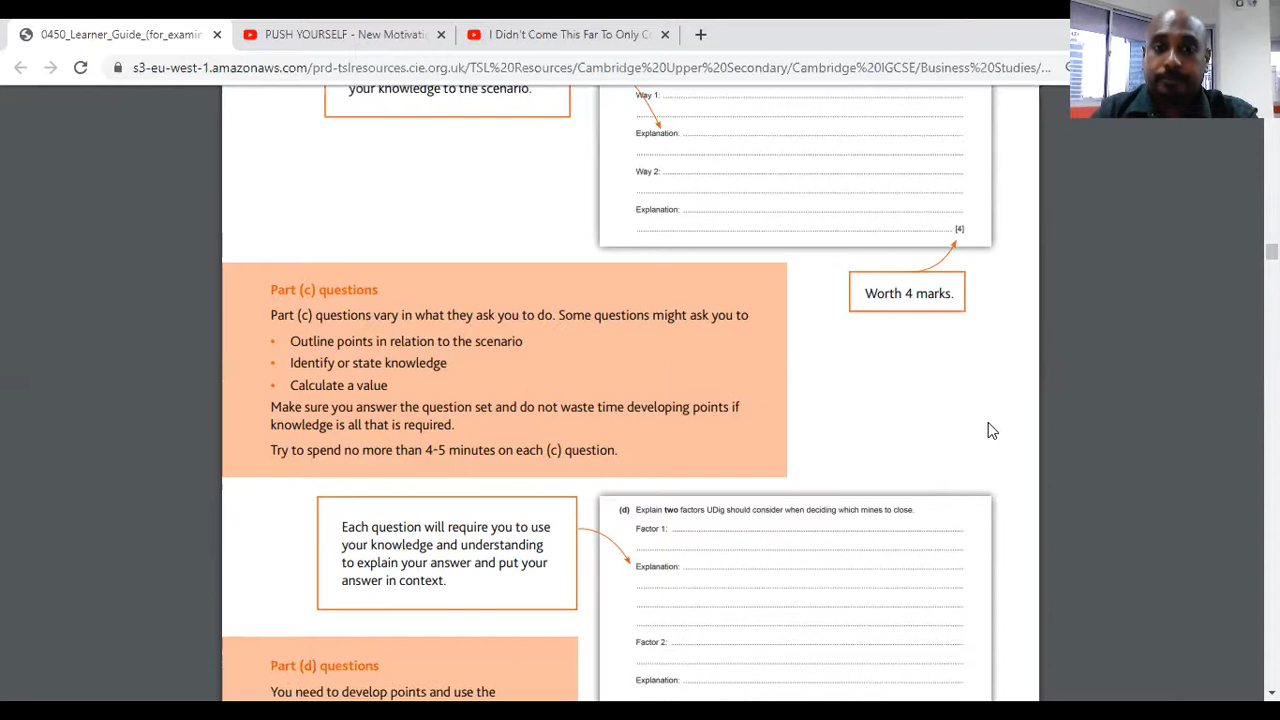 0450_Learner_Guide_(for_examin
PUSH YOURSELF - New Motivati
I Didn't Come This Far To Only C
s3-eu-west-1.amazonaws.com/prd-tslresources.cie.org.uk/TSL%20Resources/Cambridge%20Upper%20Secondary/Cambridge%20IGCSE/Business%20Studies/...
your knowledge to the scenario.
Way 1:
Explanation:
Way 2:
Explanation:
[4]
Worth 4 marks.
Part (c) questions
Part (c) questions vary in what they ask you to do. Some questions might ask you to
• Outline points in relation to the scenario
• Identify or state knowledge
• Calculate a value
Make sure you answer the question set and do not waste time developing points if
knowledge is all that is required.
Try to spend no more than 4-5 minutes on each (c) question.
Each question will require you to use
your knowledge and understanding
to explain your answer and put your
answer in context.
(d) Explain two factors UDig should consider when deciding which mines to close.
Factor 1:
Explanation:
Factor 2:
Explanation:
Part (d) questions
You need to develop points and use the